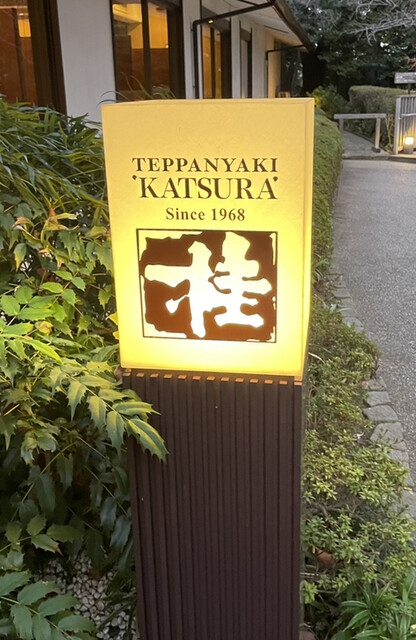 TEPPANYAKI
'KATSURA'
Since 1968
桂